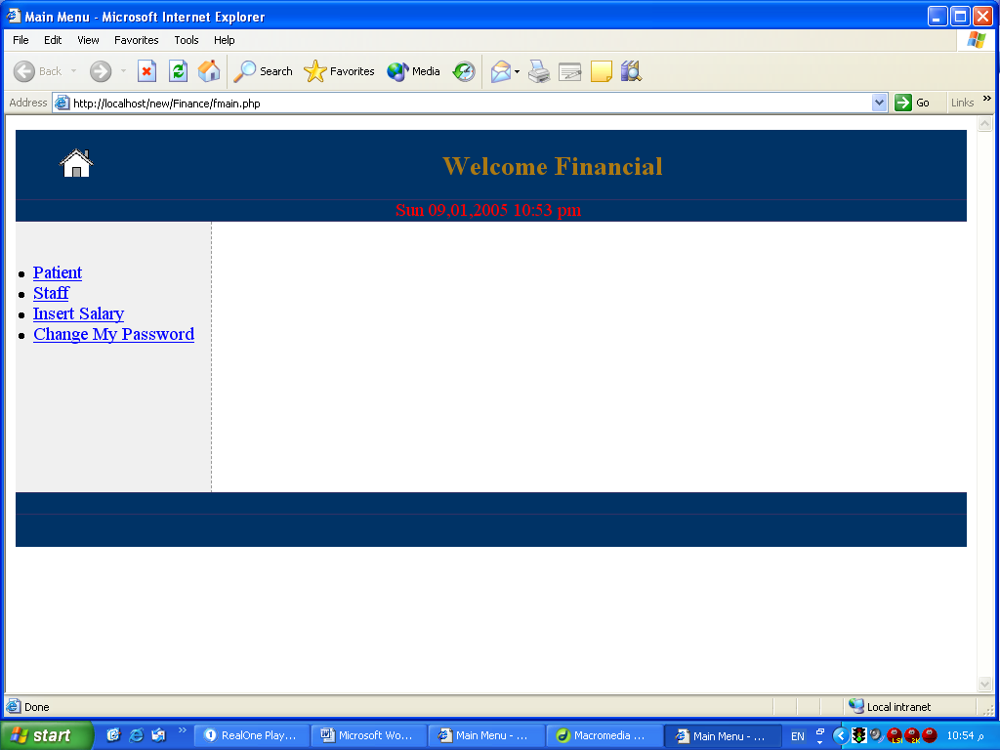 Main Menu - Microsoft Internet Explorer
File Edit View Favorites Tools Help
Back Search Favorites Media
Address http://localhost/new/Finance/fmain.php Go Links »
Welcome Financial
Sun 09,01,2005 10:53 pm
Patient
Staff
Insert Salary
Change My Password
Done Local intranet
start » RealOne Play... Microsoft Wo... Main Menu - ... Macromedia ... Main Menu - ... EN LS 2K 10:54 م